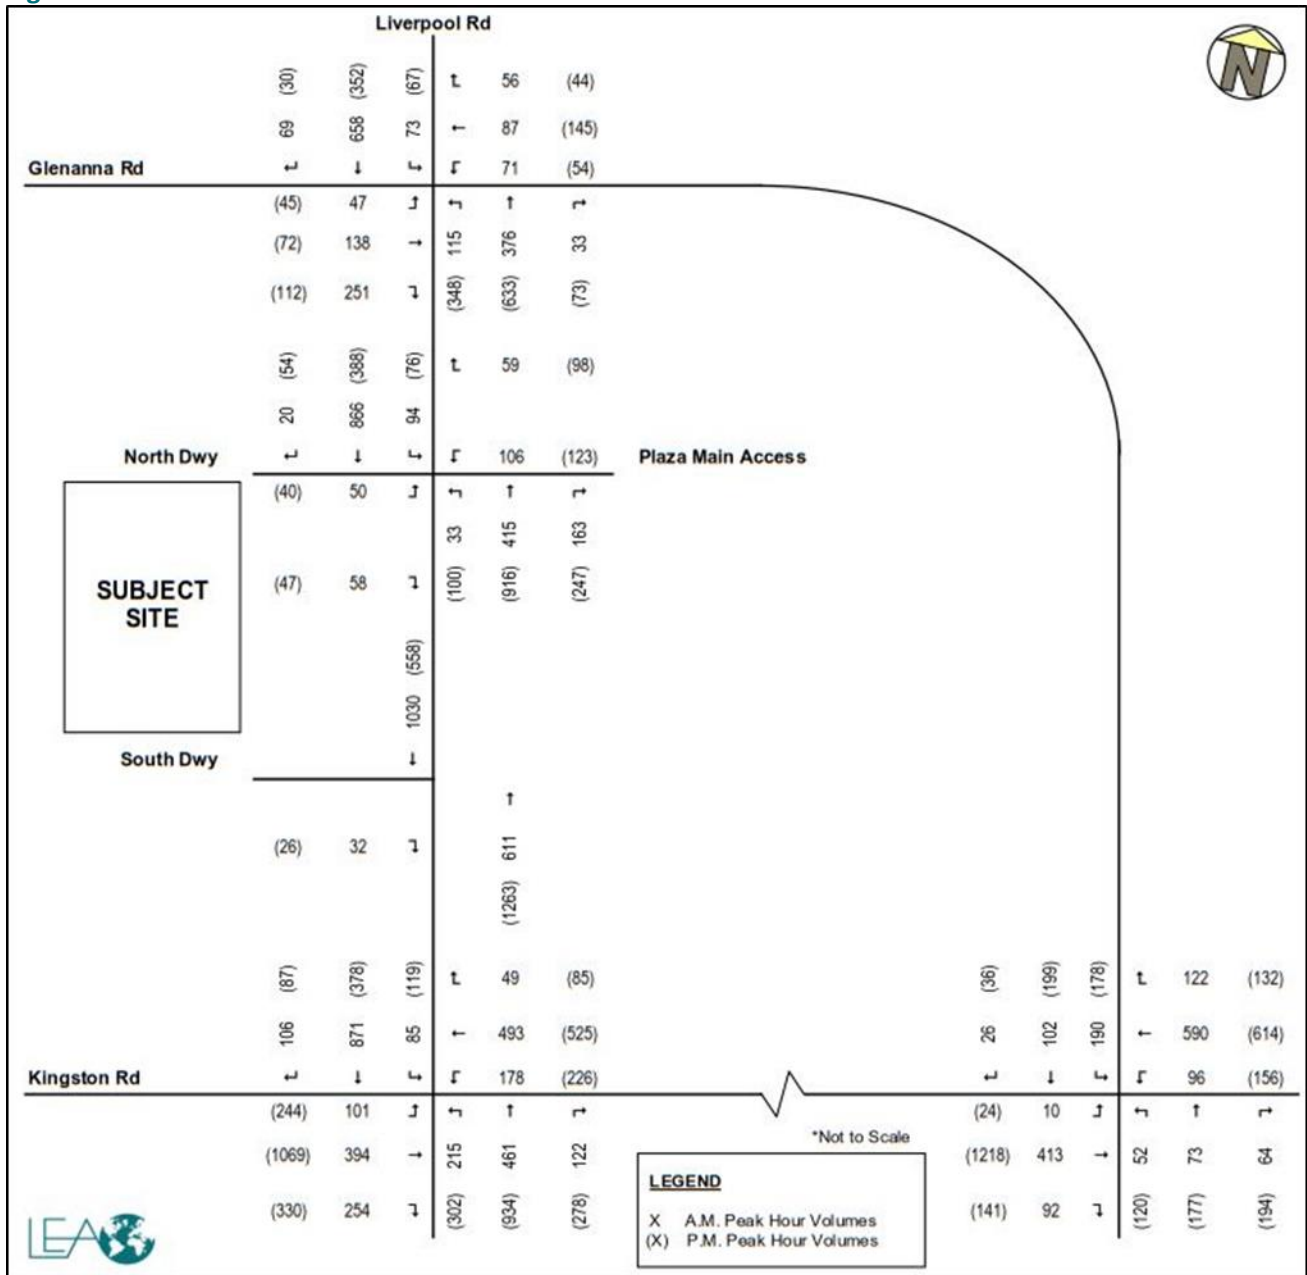 Liverpool Rd
N
(30) (352) (67) 56 (44)
69 658 73 87 (145)
Glenanna Rd 71 (54)
(45) 47
(72) 138 115 376 33
(112) 251 (348) (633) (73)
(54) (388) (76) 59 (98)
20 866 94
North Dwy 106 (123) Plaza Main Access
(40) 50
33 415 163
SUBJECT
SITE
(47) 58 (100) (916) (247)
(558)
1030
South Dwy
(26) 32 611
(1263)
(87) (378) (119) 49 (85) (36) (199) (178) 122 (132)
106 871 85 493 (525) 26 102 190 590 (614)
Kingston Rd 178 (226) 96 (156)
(244) 101 (24) 10
*Not to Scale
(1069) 394 215 461 122 (1218) 413 52 73 64
(330) 254 (302) (934) (278) (141) 92 (120) (177) (194)
LEGEND
X A.M. Peak Hour Volumes
(X) P.M. Peak Hour Volumes
LEA